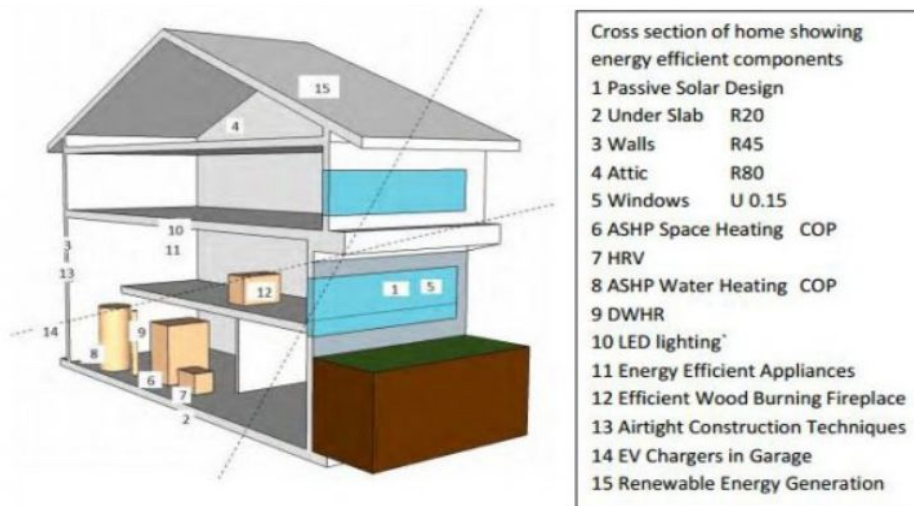 15
4
10
3
11
13
12
1 5
14
9
8
6
7
2
Cross section of home showing
energy efficient components
1 Passive Solar Design
2 Under Slab R20
3 Walls R45
4 Attic R80
5 Windows U 0.15
6 ASHP Space Heating COP
7 HRV
8 ASHP Water Heating COP
9 DWHR
10 LED lighting`
11 Energy Efficient Appliances
12 Efficient Wood Burning Fireplace
13 Airtight Construction Techniques
14 EV Chargers in Garage
15 Renewable Energy Generation